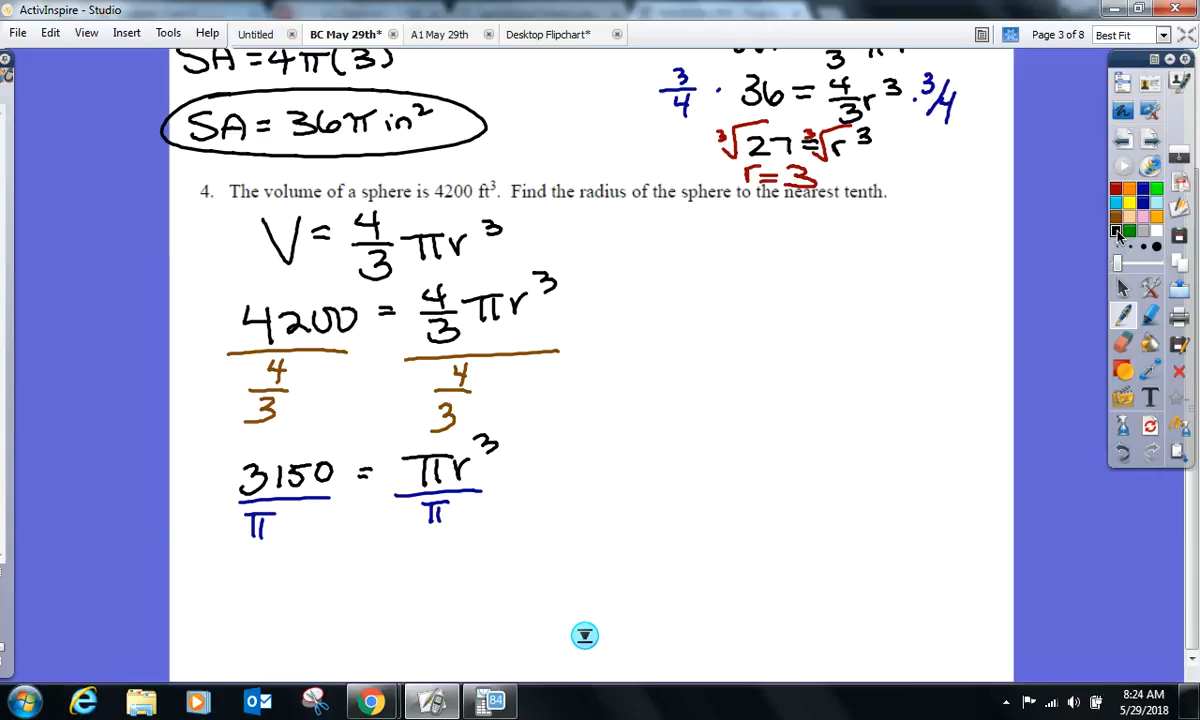 ActivInspire - Studio
File Edit View Insert Tools Help Untitled BC May 29th* A1 May 29th Desktop Flipchart* Page 3 of 8 Best Fit
SA = 4π(3)
SA = 36π in²
3/4 · 36 = 4/3 r³ · 3/4
∛27 = ∛r³
r = 3
4. The volume of a sphere is 4200 ft³. Find the radius of the sphere to the nearest tenth.
V = 4/3 πr³
4200 = 4/3 πr³
4/3 4/3
3150 = πr³
π π
84
8:24 AM
5/29/2018